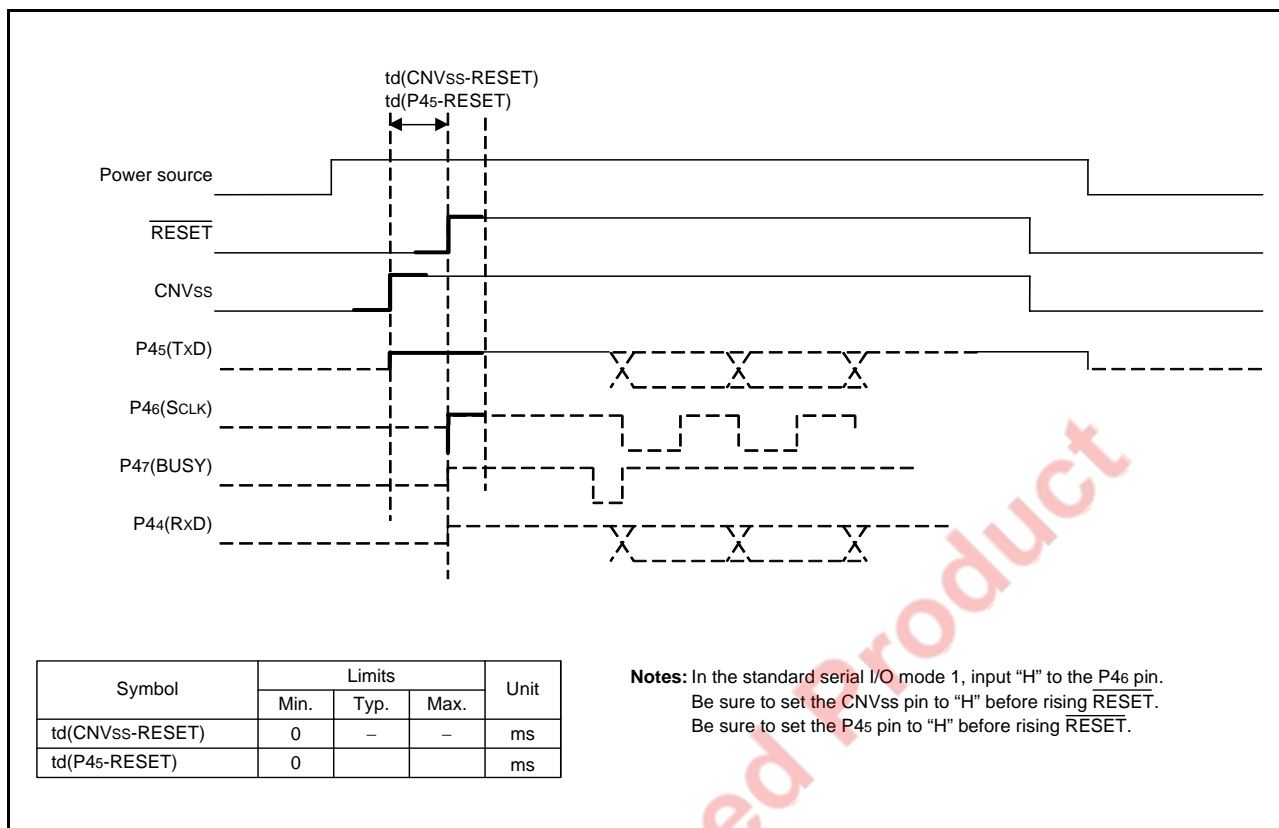 td(CNVss-RESET)
td(P45-RESET)
Power source
RESET
CNVss
P45(TxD)
P46(SCLK)
P47(BUSY)
P44(RxD)
Symbol Limits Unit
Min. Typ. Max.
td(CNVss-RESET) 0 – – ms
td(P45-RESET) 0 ms
Notes: In the standard serial I/O mode 1, input “H” to the P46 pin.
Be sure to set the CNVss pin to “H” before rising RESET.
Be sure to set the P45 pin to “H” before rising RESET.
ed Product